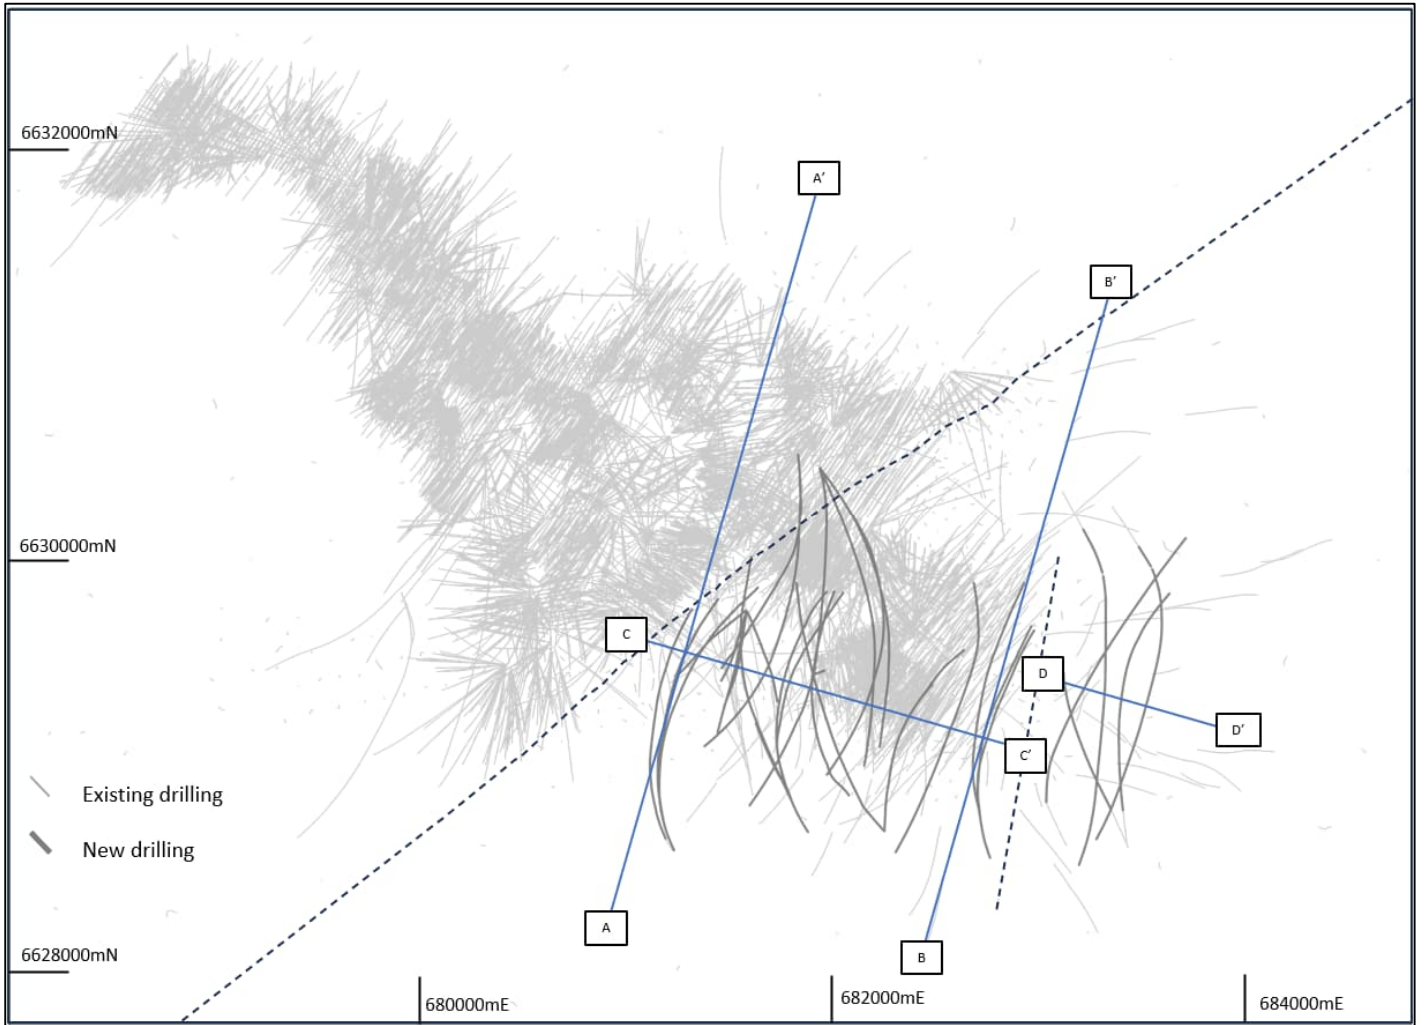 6632000mN
A’
B’
6630000mN
C
D
D’
C’
Existing drilling
New drilling
A
B
6628000mN
680000mE
682000mE
684000mE